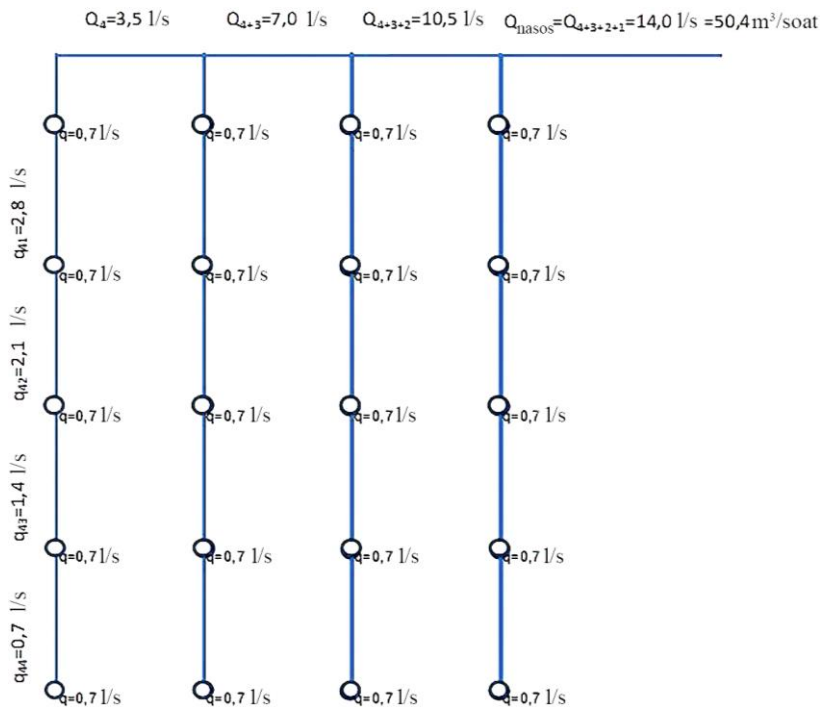 Q₄=3,5 l/s Q₄₊₃=7,0 l/s Q₄₊₃₊₂=10,5 l/s Qnasos=Q₄₊₃₊₂₊₁=14,0 l/s =50,4m³/soat
q=0,7 l/s q=0,7 l/s q=0,7 l/s q=0,7 l/s
q₄₁=2,8 l/s
q=0,7 l/s q=0,7 l/s q=0,7 l/s q=0,7 l/s
q₄₂=2,1 l/s
q=0,7 l/s q=0,7 l/s q=0,7 l/s q=0,7 l/s
q₄₃=1,4 l/s
q=0,7 l/s q=0,7 l/s q=0,7 l/s q=0,7 l/s
q₄₄=0,7 l/s
q=0,7 l/s q=0,7 l/s q=0,7 l/s q=0,7 l/s